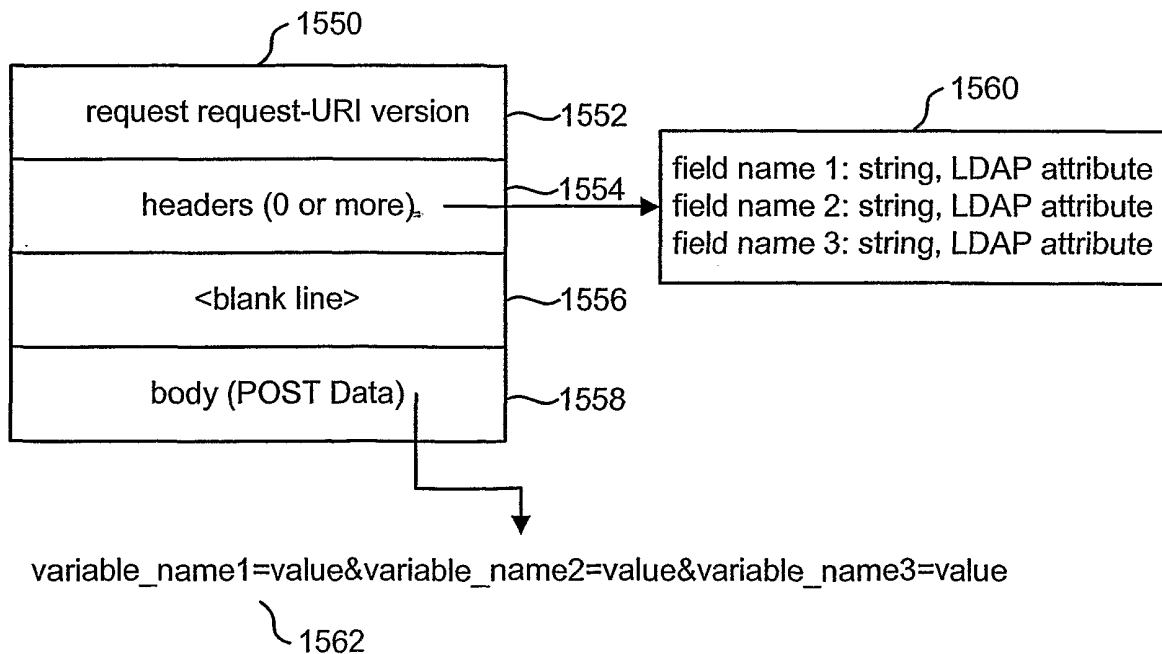 1550
request request-URI version
1552
1560
field name 1: string, LDAP attribute
field name 2: string, LDAP attribute
field name 3: string, LDAP attribute
headers (0 or more)
1554
<blank line>
1556
body (POST Data)
1558
variable_name1=value&variable_name2=value&variable_name3=value
1562